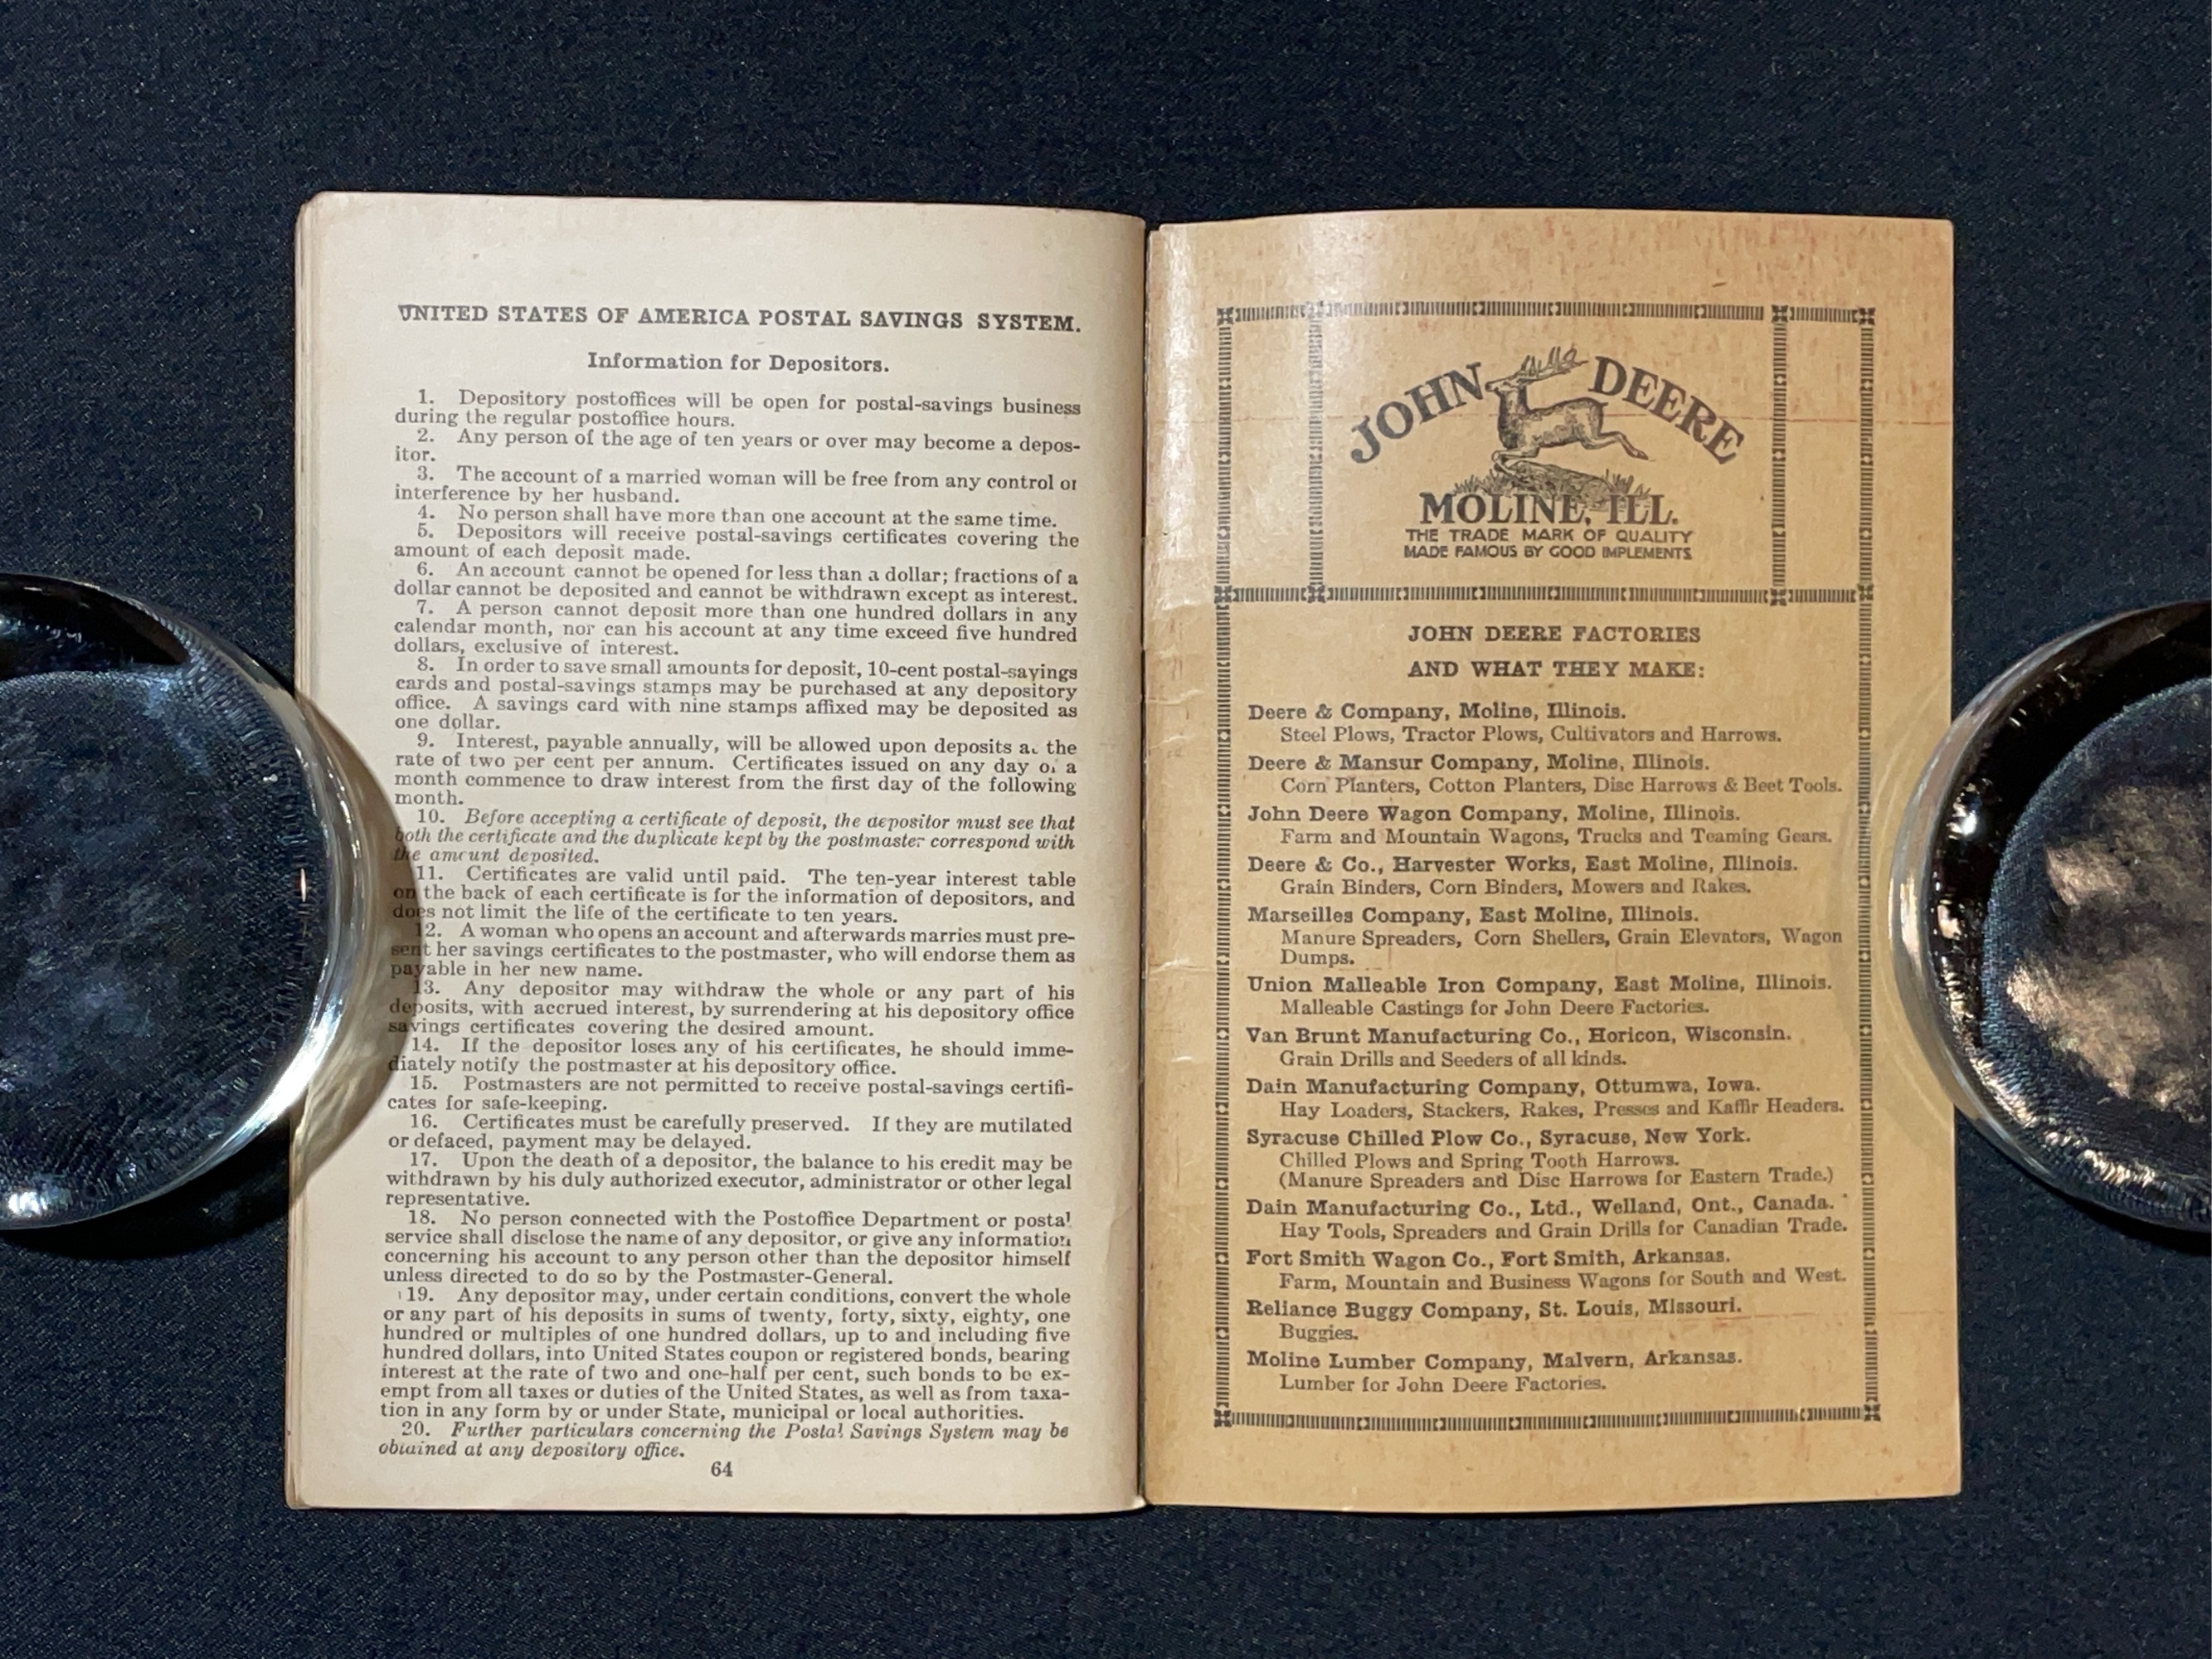 UNITED STATES OF AMERICA POSTAL SAVINGS SYSTEM.
Information for Depositors.
1. Depository postoffices will be open for postal-savings business
during the regular postoffice hours.
2. Any person of the age of ten years or over may become a depos-
itor.
3. The account of a married woman will be free from any control or
interference by her husband.
4. No person shall have more than one account at the same time.
5. Depositors will receive postal-savings certificates covering the
amount of each deposit made.
6. An account cannot be opened for less than a dollar; fractions of a
dollar cannot be deposited and cannot be withdrawn except as interest.
7. A person cannot deposit more than one hundred dollars in any
calendar month, nor can his account at any time exceed five hundred
dollars, exclusive of interest.
8. In order to save small amounts for deposit, 10-cent postal-savings
cards and postal-savings stamps may be purchased at any depository
office. A savings card with nine stamps affixed may be deposited as
one dollar.
9. Interest, payable annually, will be allowed upon deposits at the
rate of two per cent per annum. Certificates issued on any day of a
month commence to draw interest from the first day of the following
month.
10. Before accepting a certificate of deposit, the depositor must see that
both the certificate and the duplicate kept by the postmaster correspond with
the amount deposited.
11. Certificates are valid until paid. The ten-year interest table
on the back of each certificate is for the information of depositors, and
does not limit the life of the certificate to ten years.
12. A woman who opens an account and afterwards marries must pre-
sent her savings certificates to the postmaster, who will endorse them as
payable in her new name.
13. Any depositor may withdraw the whole or any part of his
deposits, with accrued interest, by surrendering at his depository office
savings certificates covering the desired amount.
14. If the depositor loses any of his certificates, he should imme-
diately notify the postmaster at his depository office.
15. Postmasters are not permitted to receive postal-savings certifi-
cates for safe-keeping.
16. Certificates must be carefully preserved. If they are mutilated
or defaced, payment may be delayed.
17. Upon the death of a depositor, the balance to his credit may be
withdrawn by his duly authorized executor, administrator or other legal
representative.
18. No person connected with the Postoffice Department or postal
service shall disclose the name of any depositor, or give any information
concerning his account to any person other than the depositor himself
unless directed to do so by the Postmaster-General.
19. Any depositor may, under certain conditions, convert the whole
or any part of his deposits in sums of twenty, forty, sixty, eighty, one
hundred or multiples of one hundred dollars, up to and including five
hundred dollars, into United States coupon or registered bonds, bearing
interest at the rate of two and one-half per cent, such bonds to be ex-
empt from all taxes or duties of the United States, as well as from taxa-
tion in any form by or under State, municipal or local authorities.
20. Further particulars concerning the Postal Savings System may be
obtained at any depository office.
64
JOHN DEERE
MOLINE, ILL.
THE TRADE MARK OF QUALITY
MADE FAMOUS BY GOOD IMPLEMENTS
JOHN DEERE FACTORIES
AND WHAT THEY MAKE:
Deere & Company, Moline, Illinois.
Steel Plows, Tractor Plows, Cultivators and Harrows.
Deere & Mansur Company, Moline, Illinois.
Corn Planters, Cotton Planters, Disc Harrows & Beet Tools.
John Deere Wagon Company, Moline, Illinois.
Farm and Mountain Wagons, Trucks and Teaming Gears.
Deere & Co., Harvester Works, East Moline, Illinois.
Grain Binders, Corn Binders, Mowers and Rakes.
Marseilles Company, East Moline, Illinois.
Manure Spreaders, Corn Shellers, Grain Elevators, Wagon
Dumps.
Union Malleable Iron Company, East Moline, Illinois.
Malleable Castings for John Deere Factories.
Van Brunt Manufacturing Co., Horicon, Wisconsin.
Grain Drills and Seeders of all kinds.
Dain Manufacturing Company, Ottumwa, Iowa.
Hay Loaders, Stackers, Rakes, Presses and Kaffir Headers.
Syracuse Chilled Plow Co., Syracuse, New York.
Chilled Plows and Spring Tooth Harrows.
(Manure Spreaders and Disc Harrows for Eastern Trade.)
Dain Manufacturing Co., Ltd., Welland, Ont., Canada.
Hay Tools, Spreaders and Grain Drills for Canadian Trade.
Fort Smith Wagon Co., Fort Smith, Arkansas.
Farm, Mountain and Business Wagons for South and West.
Reliance Buggy Company, St. Louis, Missouri.
Buggies.
Moline Lumber Company, Malvern, Arkansas.
Lumber for John Deere Factories.